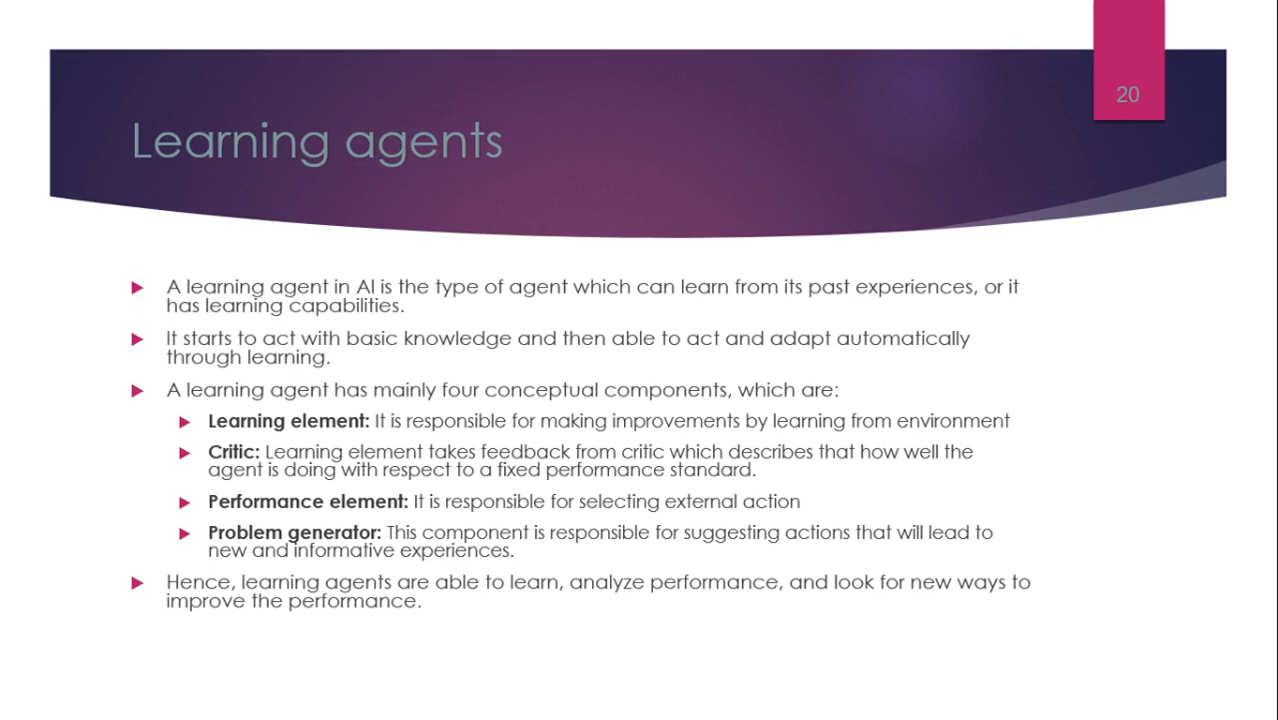 20
Learning agents
A learning agent in AI is the type of agent which can learn from its past experiences, or it
has learning capabilities.
It starts to act with basic knowledge and then able to act and adapt automatically
through learning.
A learning agent has mainly four conceptual components, which are:
Learning element: It is responsible for making improvements by learning from environment
Critic: Learning element takes feedback from critic which describes that how well the
agent is doing with respect to a fixed performance standard.
Performance element: It is responsible for selecting external action
Problem generator: This component is responsible for suggesting actions that will lead to
new and informative experiences.
Hence, learning agents are able to learn, analyze performance, and look for new ways to
improve the performance.